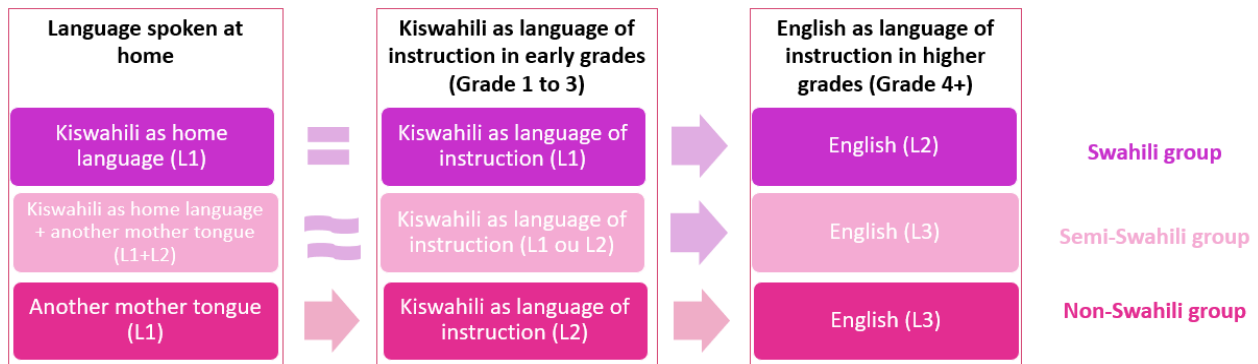 Language spoken at
home
Kiswahili as language of
instruction in early grades
(Grade 1 to 3)
English as language of
instruction in higher
grades (Grade 4+)
Kiswahili as home
language (L1)
Kiswahili as language of
instruction (L1)
English (L2)
Swahili group
Kiswahili as home language
+ another mother tongue
(L1+L2)
Kiswahili as language of
instruction (L1 ou L2)
English (L3)
Semi-Swahili group
Another mother tongue
(L1)
Kiswahili as language of
instruction (L2)
English (L3)
Non-Swahili group